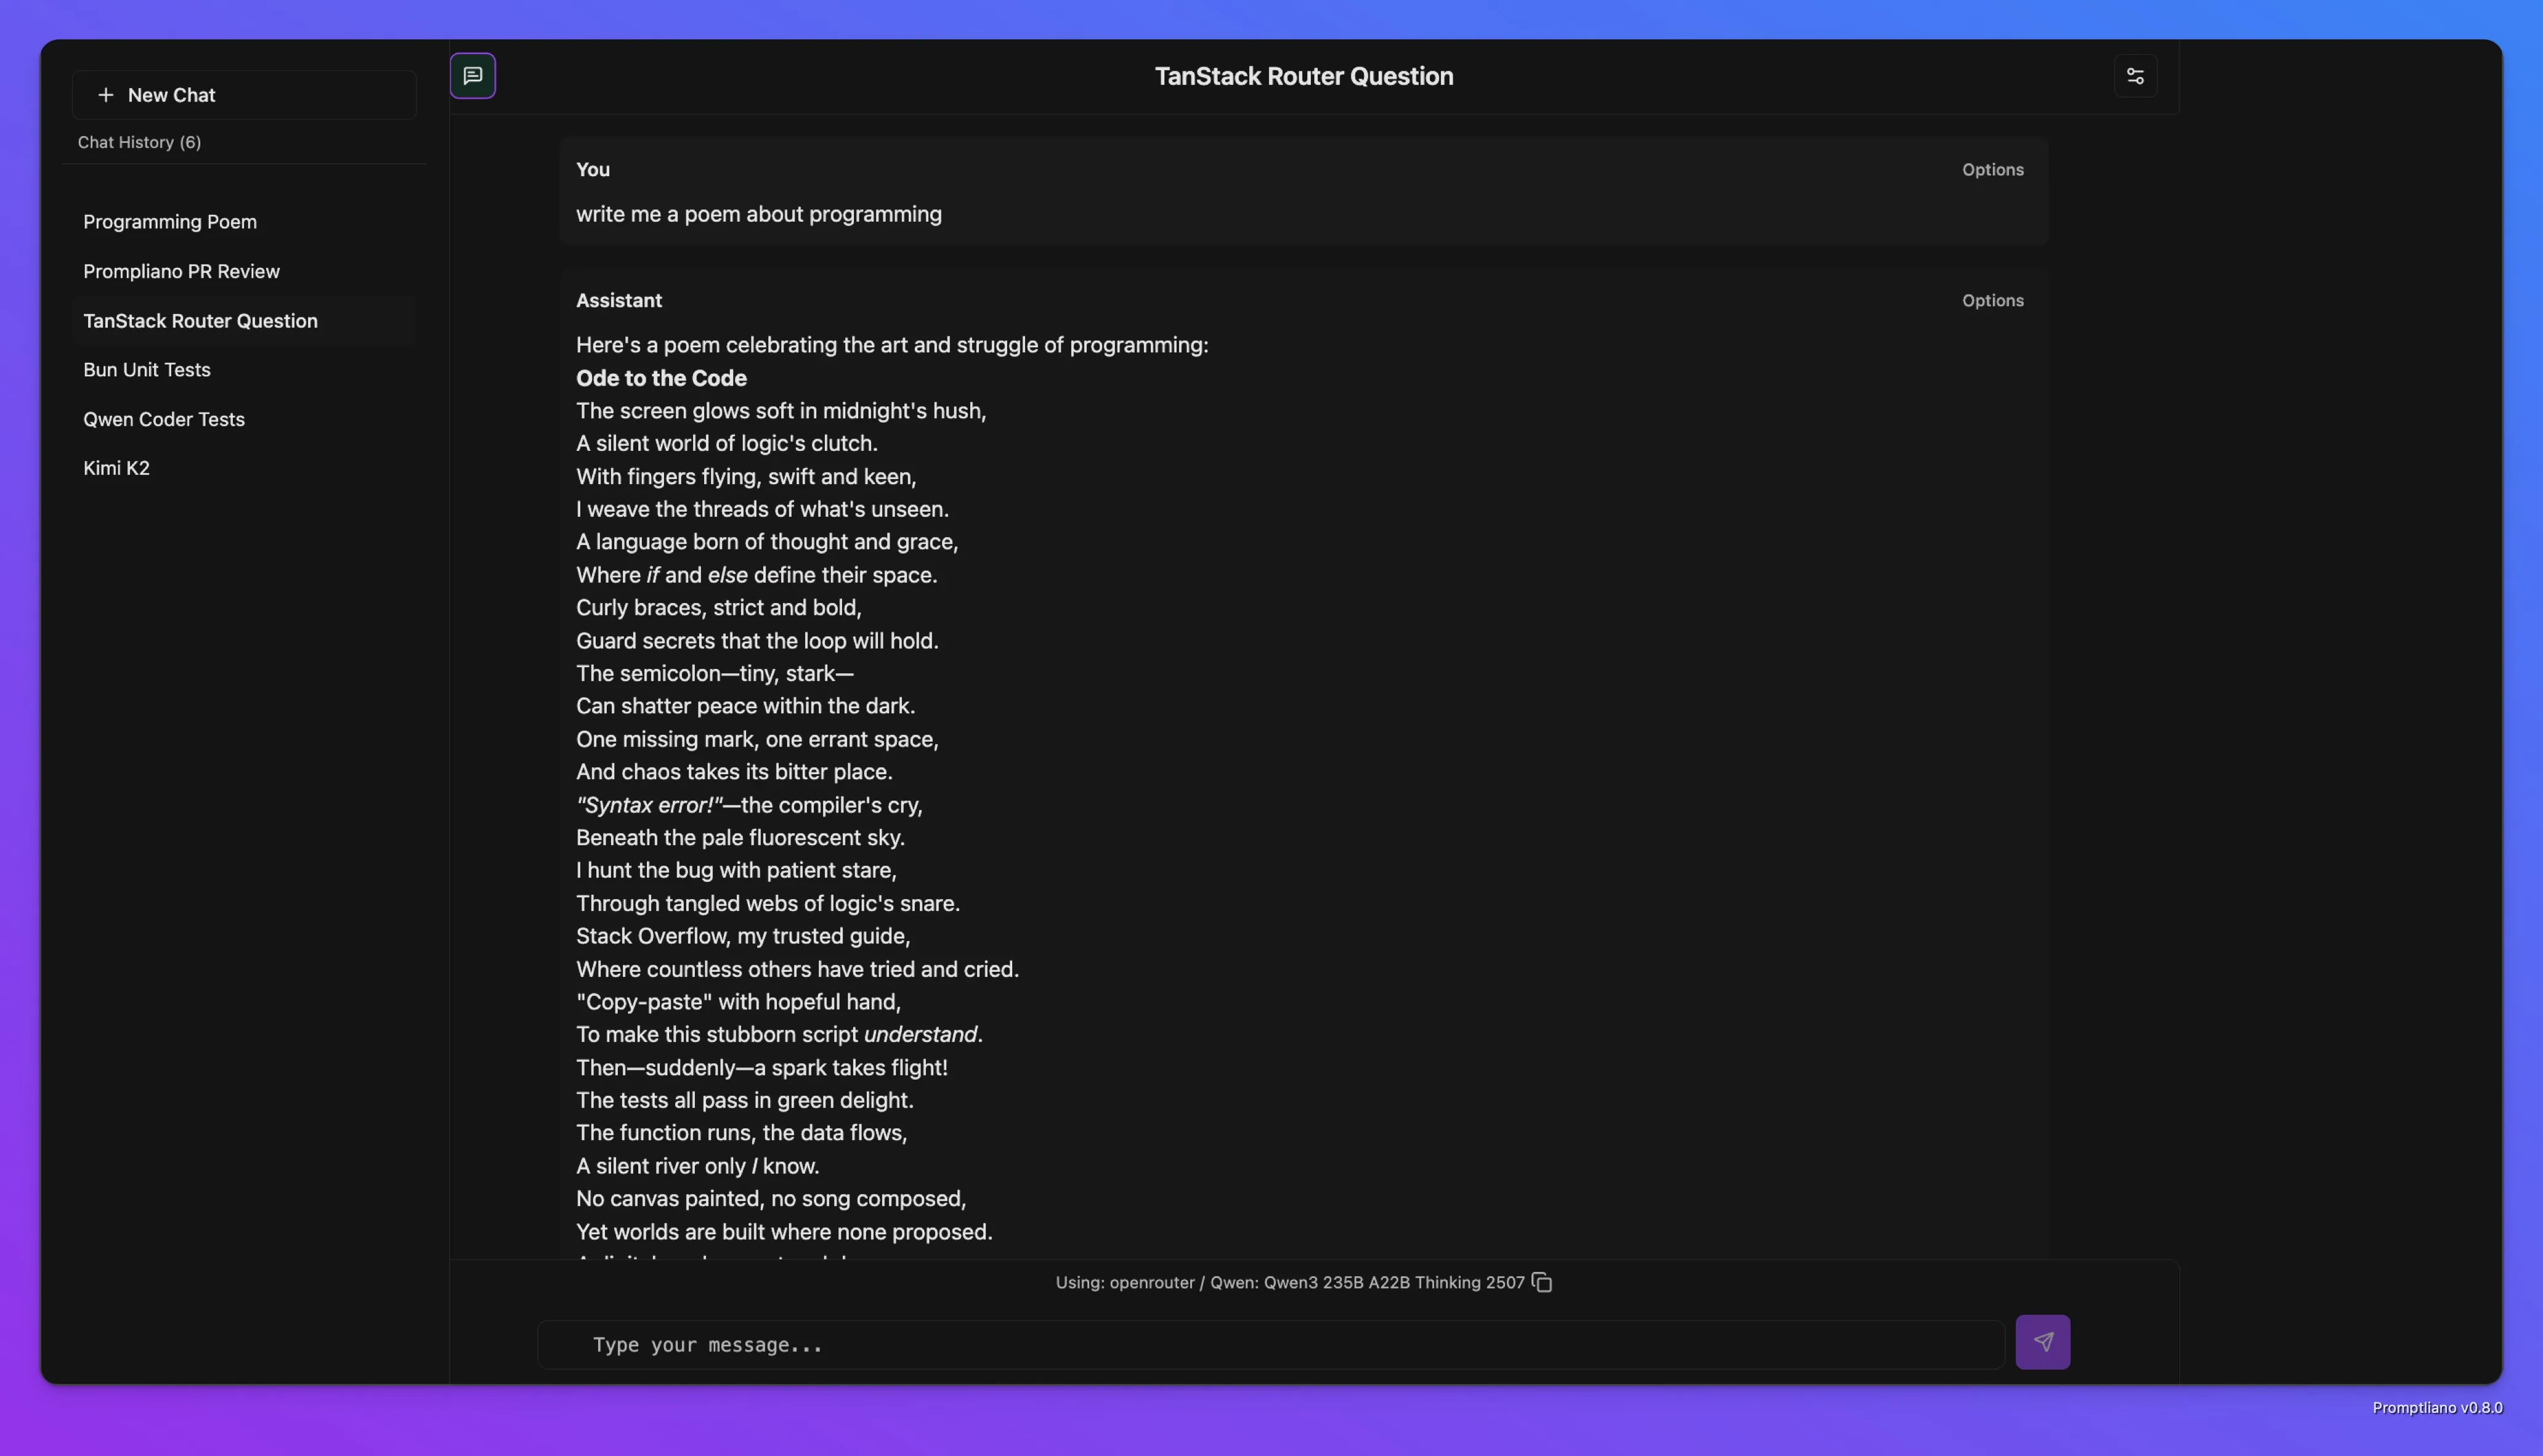 New Chat
Chat History (6)
Programming Poem
Prompliano PR Review
TanStack Router Question
Bun Unit Tests
Qwen Coder Tests
Kimi K2
TanStack Router Question
You
Options
write me a poem about programming
Assistant
Options
Here's a poem celebrating the art and struggle of programming:
Ode to the Code
The screen glows soft in midnight's hush,
A silent world of logic's clutch.
With fingers flying, swift and keen,
I weave the threads of what's unseen.
A language born of thought and grace,
Where if and else define their space.
Curly braces, strict and bold,
Guard secrets that the loop will hold.
The semicolon—tiny, stark—
Can shatter peace within the dark.
One missing mark, one errant space,
And chaos takes its bitter place.
"Syntax error!"—the compiler's cry,
Beneath the pale fluorescent sky.
I hunt the bug with patient stare,
Through tangled webs of logic's snare.
Stack Overflow, my trusted guide,
Where countless others have tried and cried.
"Copy-paste" with hopeful hand,
To make this stubborn script understand.
Then—suddenly—a spark takes flight!
The tests all pass in green delight.
The function runs, the data flows,
A silent river only I know.
No canvas painted, no song composed,
Yet worlds are built where none proposed.
Using: openrouter / Qwen: Qwen3 235B A22B Thinking 2507
Type your message...
Promptliano v0.8.0